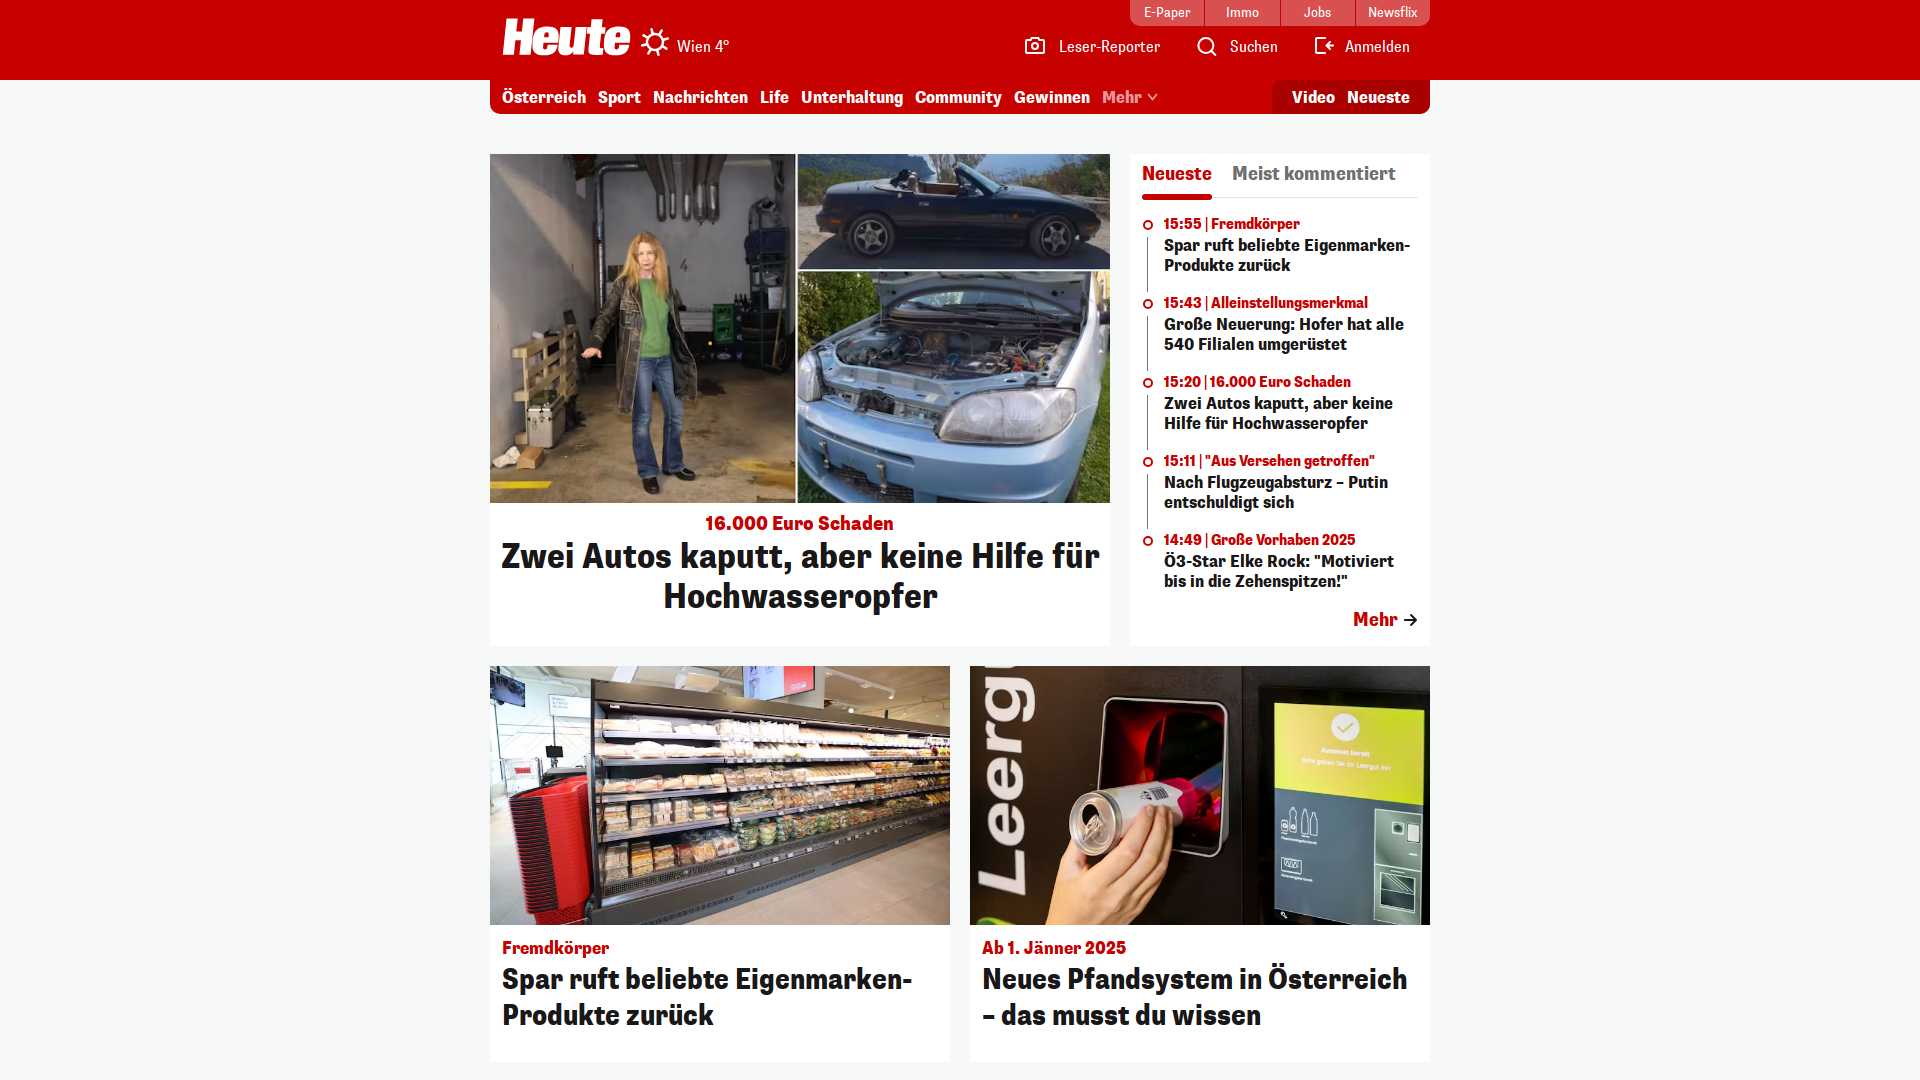 E-Paper
Immo
Jobs
Newsflix
Heute
Wien 4°
Leser-Reporter
Suchen
Anmelden
Österreich
Sport
Nachrichten
Life
Unterhaltung
Community
Gewinnen
Mehr
Video
Neueste
16.000 Euro Schaden
Zwei Autos kaputt, aber keine Hilfe für
Hochwasseropfer
Neueste
Meist kommentiert
15:55 | Fremdkörper
Spar ruft beliebte Eigenmarken-
Produkte zurück
15:43 | Alleinstellungsmerkmal
Große Neuerung: Hofer hat alle
540 Filialen umgerüstet
15:20 | 16.000 Euro Schaden
Zwei Autos kaputt, aber keine
Hilfe für Hochwasseropfer
15:11 | "Aus Versehen getroffen"
Nach Flugzeugabsturz – Putin
entschuldigt sich
14:49 | Große Vorhaben 2025
Ö3-Star Elke Rock: "Motiviert
bis in die Zehenspitzen!"
Mehr
Fremdkörper
Spar ruft beliebte Eigenmarken-
Produkte zurück
Leergu
Ab 1. Jänner 2025
Neues Pfandsystem in Österreich
– das musst du wissen